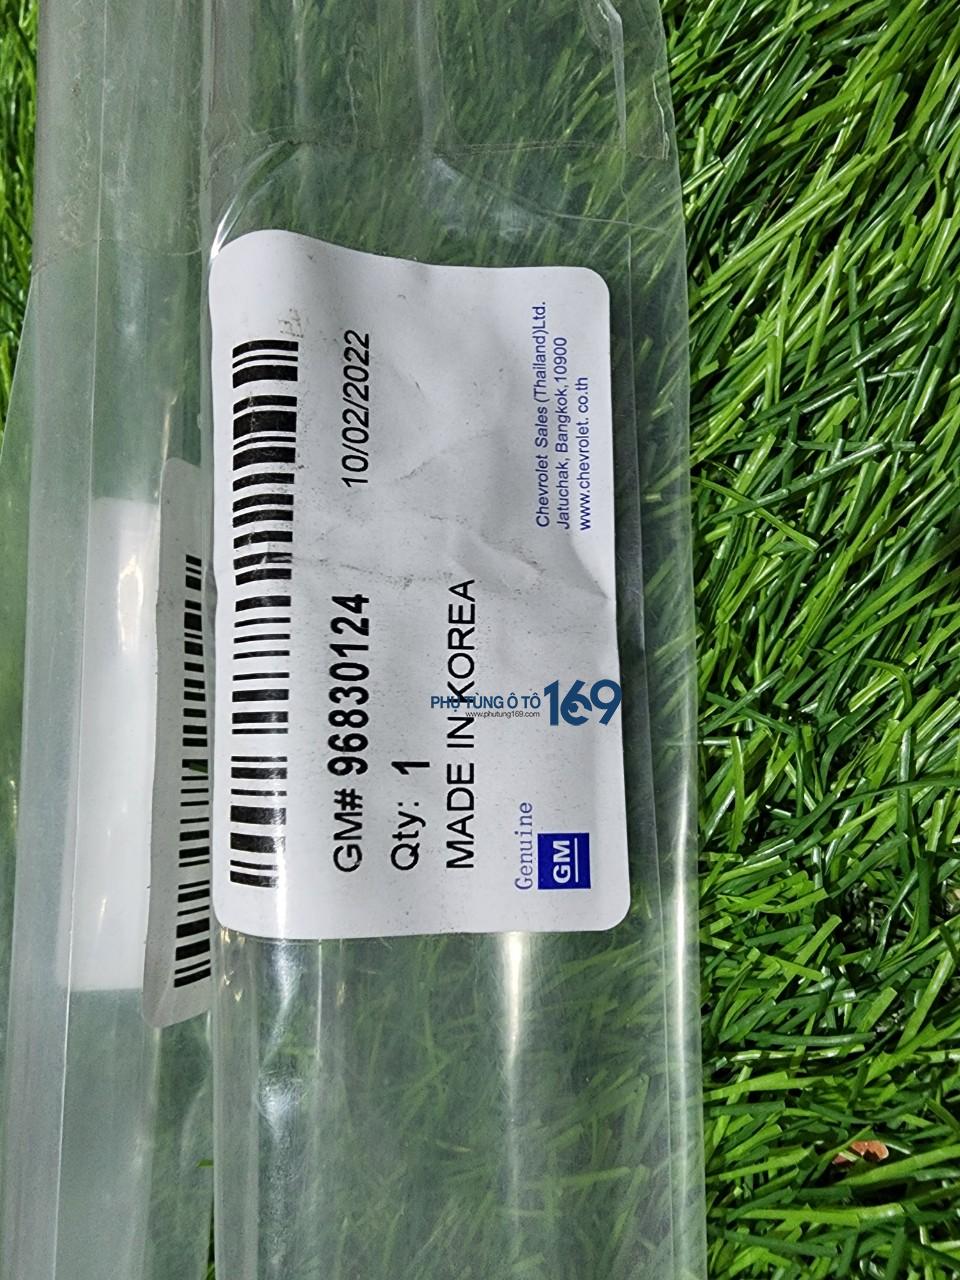 GM# 96830124
10/02/2022
Qty: 1
MADE IN KOREA
Genuine
GM
Chevrolet Sales (Thailand)Ltd.
Jatuchak, Bangkok,10900
www.chevrolet. co.th
PHỤ TÙNG Ô TÔ 169
www.phutung169.com